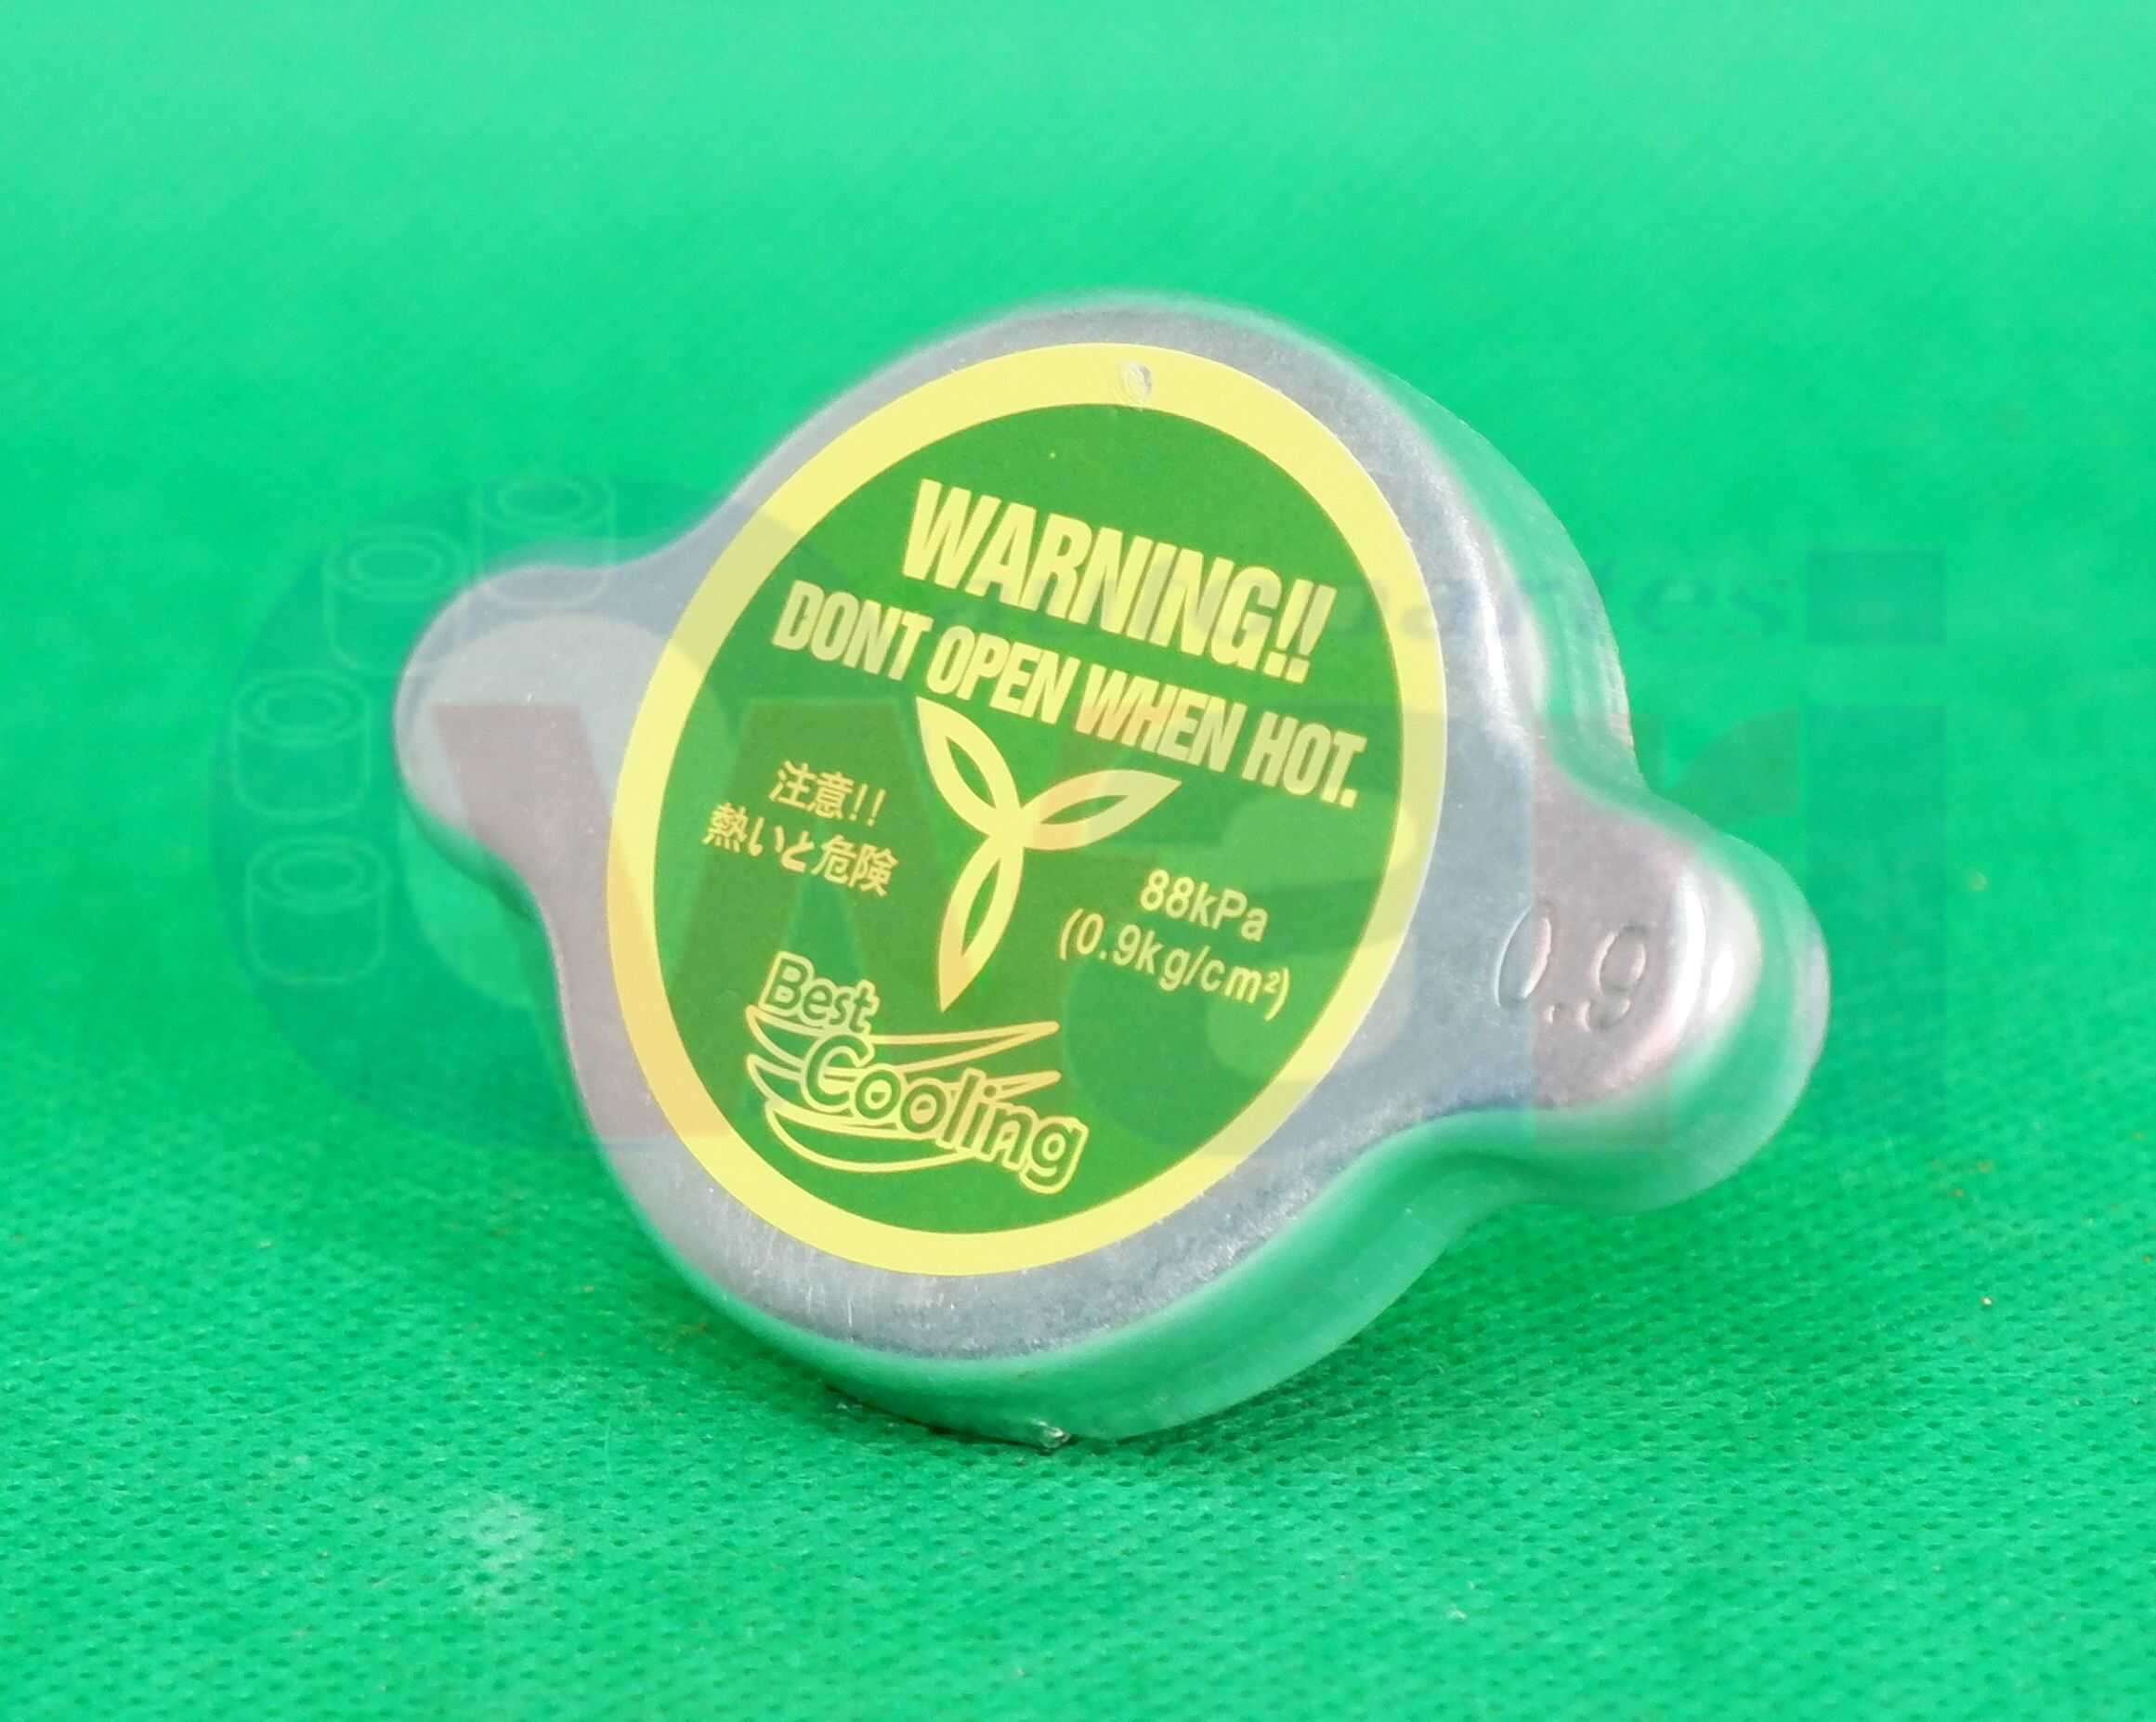 WARNING!!
DONT OPEN WHEN HOT.
注意!!
熱いと危険
88kPa
(0.9kg/cm²)
Best
Cooling
0.9